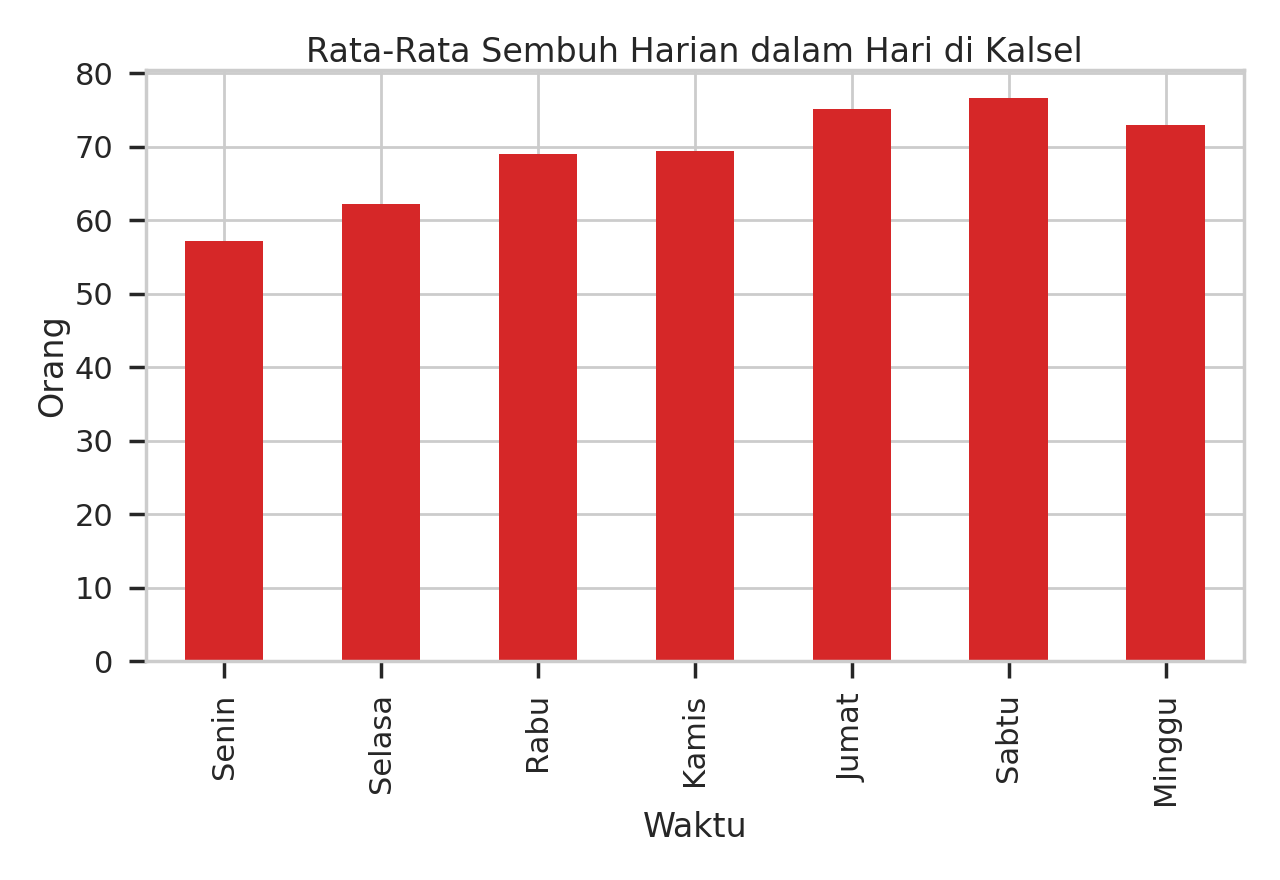 Rata-Rata Sembuh Harian dalam Hari di Kalsel
80
70
60
50
40
30
20
10
0
Orang
Senin
Selasa
Rabu
Kamis
Jumat
Sabtu
Minggu
Waktu